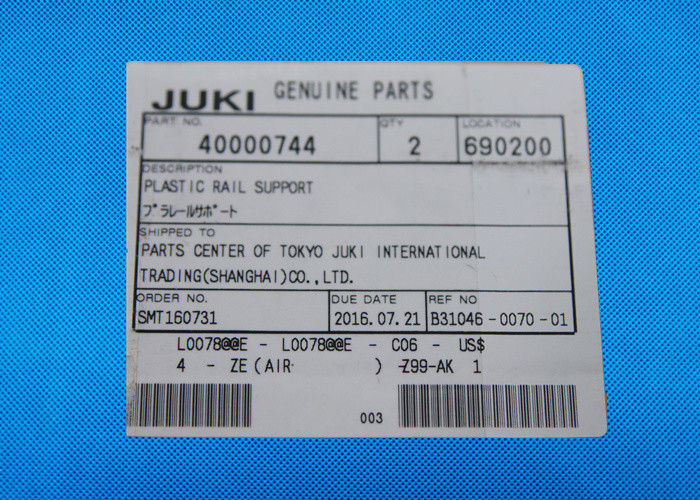 JUKI GENUINE PARTS
PART NO. QTY LOCATION
40000744 2 690200
DESCRIPTION
PLASTIC RAIL SUPPORT
プラレールサポート
SHIPPED TO
PARTS CENTER OF TOKYO JUKI INTERNATIONAL
TRADING(SHANGHAI)CO.,LTD.
ORDER NO. DUE DATE REF NO
SMT160731 2016.07.21 B31046-0070-01
L0078@@E - L0078@@E - C06 - US$
4 - ZE(AIR ) -Z99-AK 1
003